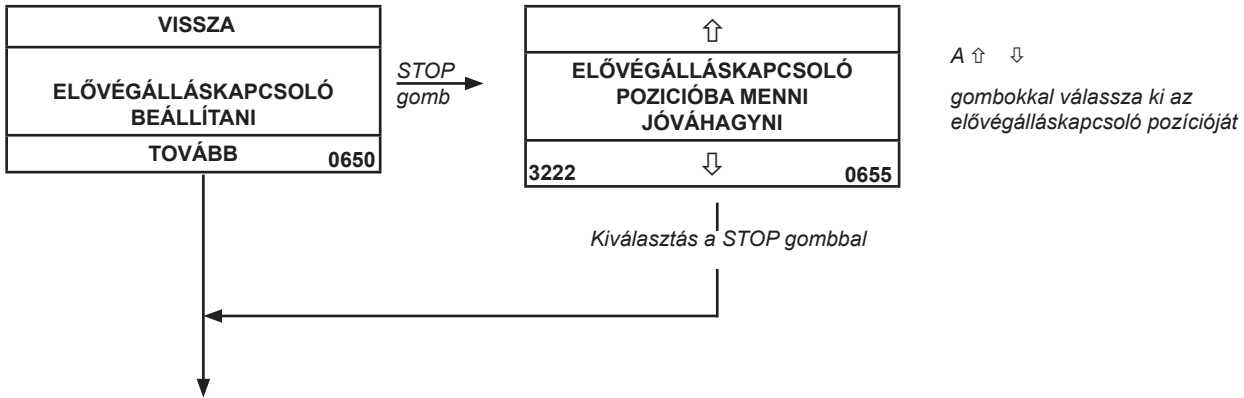 VISSZA
ELŐVÉGÁLLÁSKAPCSOLÓ
BEÁLLÍTANI
TOVÁBB
0650
STOP
gomb
⇧
ELŐVÉGÁLLÁSKAPCSOLÓ
POZICIÓBA MENNI
JÓVÁHAGYNI
3222 ⇩ 0655
A ⇧ ⇩
gombokkal válassza ki az
elővégálláskapcsoló pozícióját
Kiválasztás a STOP gombbal